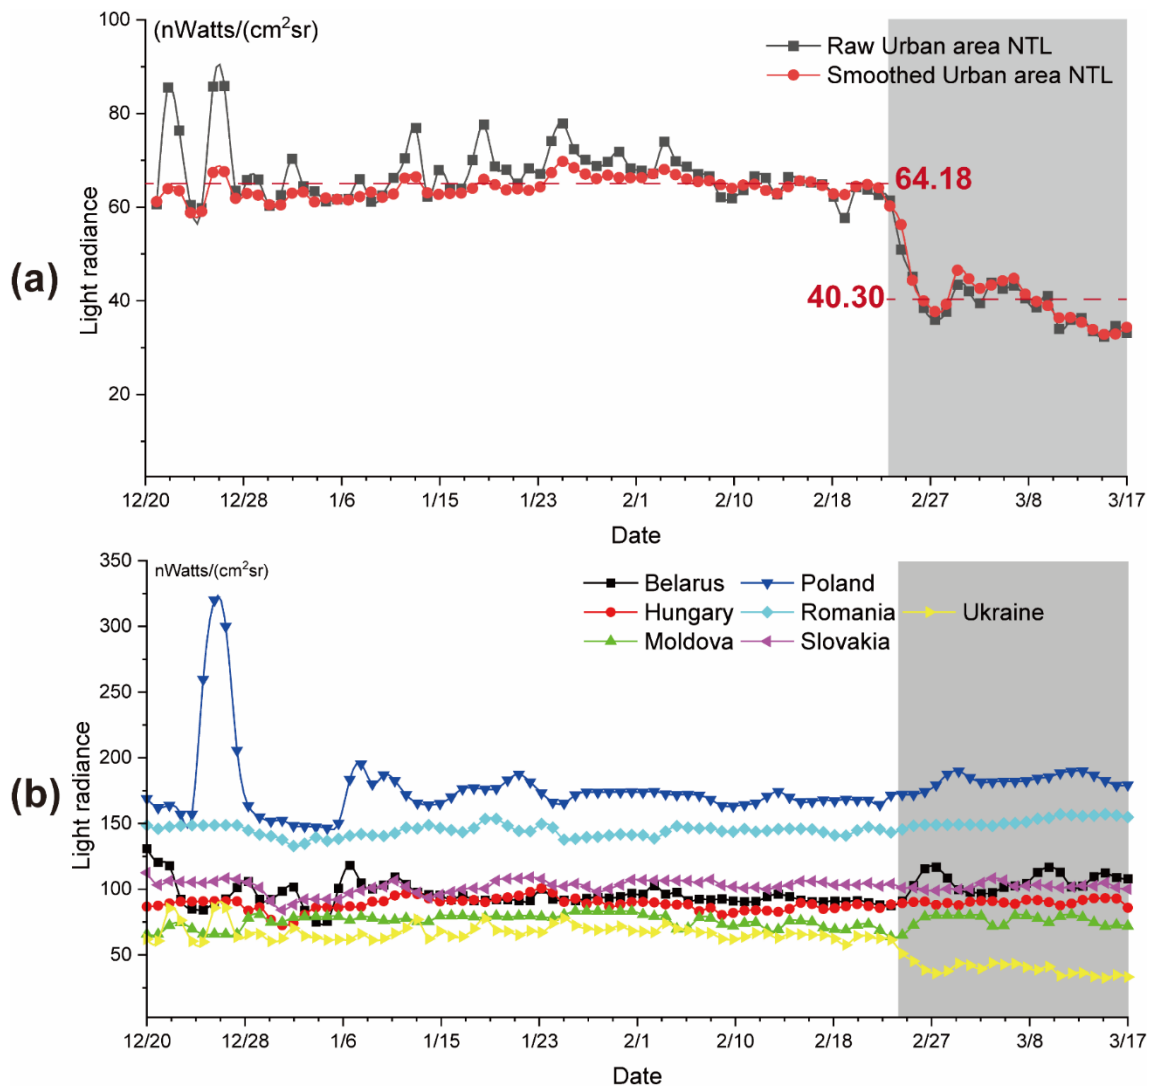 (nWatts/(cm²sr)
Raw Urban area NTL
Smoothed Urban area NTL
100
80
60
40
20
64.18
40.30
Light radiance
(a)
12/20 12/28 1/6 1/15 1/23 2/1 2/10 2/18 2/27 3/8 3/17
Date
nWatts/(cm²sr)
Belarus Poland
Hungary Romania Ukraine
Moldova Slovakia
350
300
250
200
150
100
50
Light radiance
(b)
12/20 12/28 1/6 1/15 1/23 2/1 2/10 2/18 2/27 3/8 3/17
Date